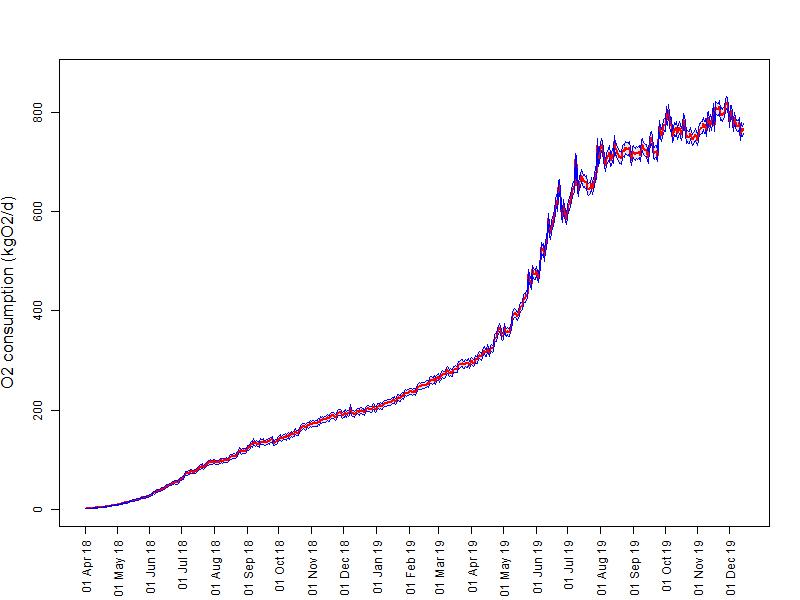 O2 consumption (kgO2/d)
800
600
400
200
0
01 Apr 18
01 May 18
01 Jun 18
01 Jul 18
01 Aug 18
01 Sep 18
01 Oct 18
01 Nov 18
01 Dec 18
01 Jan 19
01 Feb 19
01 Mar 19
01 Apr 19
01 May 19
01 Jun 19
01 Jul 19
01 Aug 19
01 Sep 19
01 Oct 19
01 Nov 19
01 Dec 19